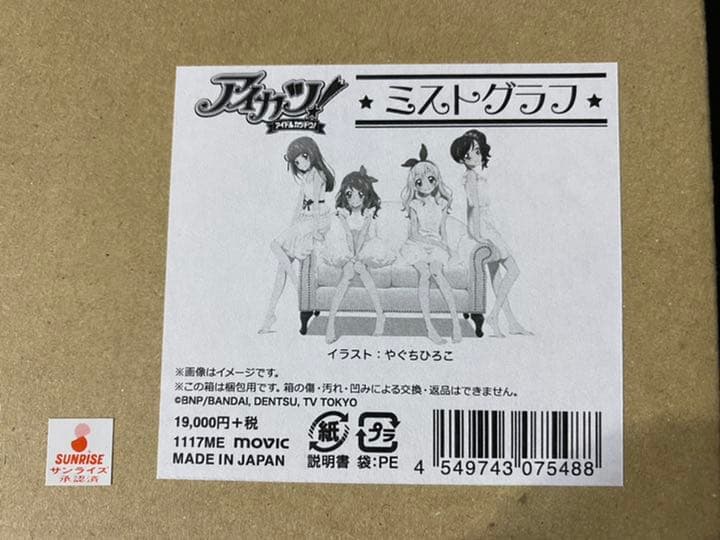 アイカツ!
アイドルカツドウ!
★ ミストグラフ ★
イラスト:やぐちひろこ
※画像はイメージです。
※この箱は梱包用です。箱の傷・汚れ・凹みによる交換・返品はできません。
©BNP/BANDAI, DENTSU, TV TOKYO
19,000円+税
1117ME movic
MADE IN JAPAN
紙
説明書
プラ
袋:PE
4 549743 075488
SUNRISE
サンライズ
承認済